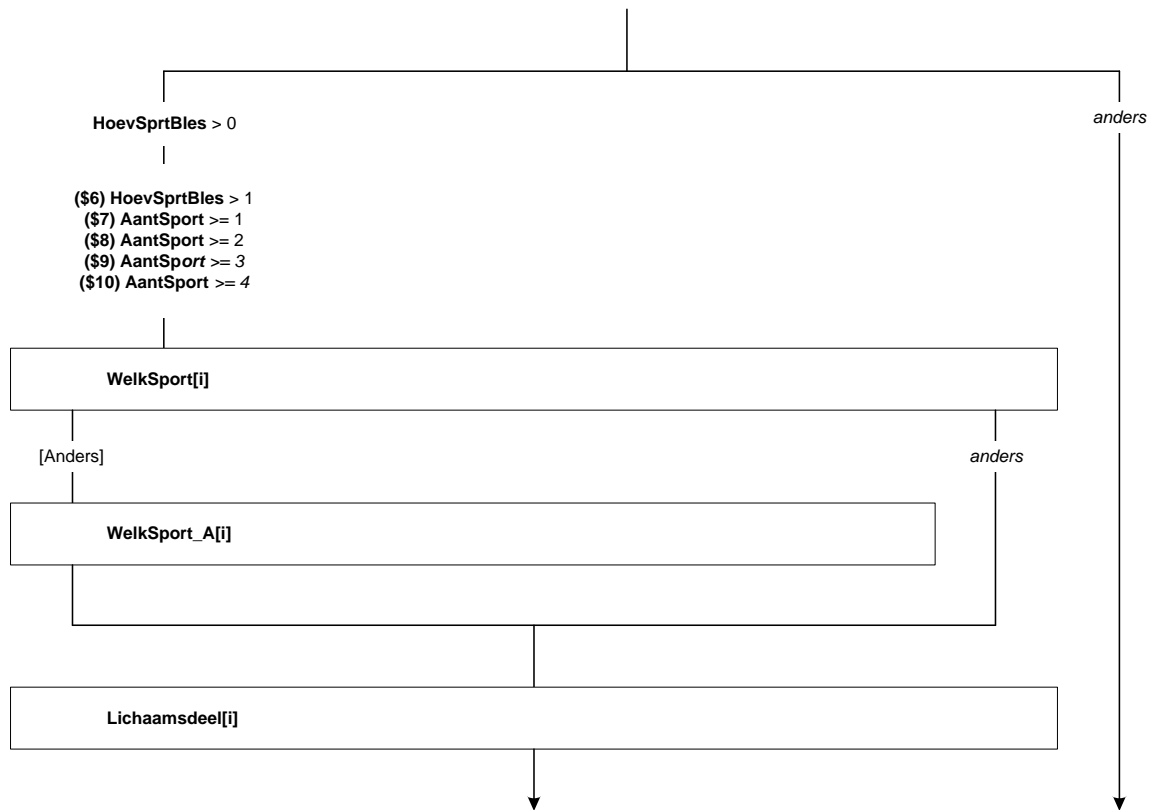 HoevSprtBles > 0
anders
($6) HoevSprtBles > 1
($7) AantSport >= 1
($8) AantSport >= 2
($9) AantSport >= 3
($10) AantSport >= 4
WelkSport[i]
[Anders]
anders
WelkSport_A[i]
Lichaamsdeel[i]